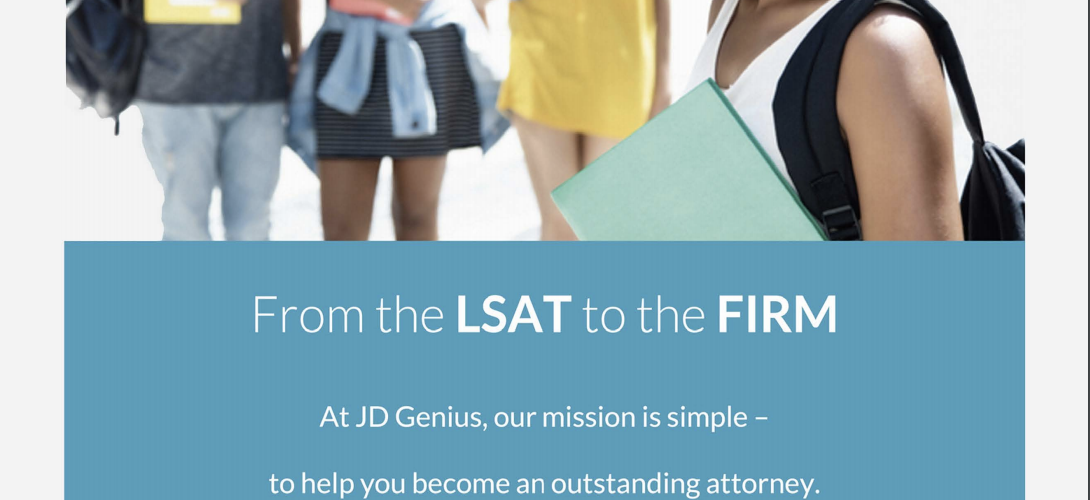 From the LSAT to the FIRM
At JD Genius, our mission is simple –
to help you become an outstanding attorney.